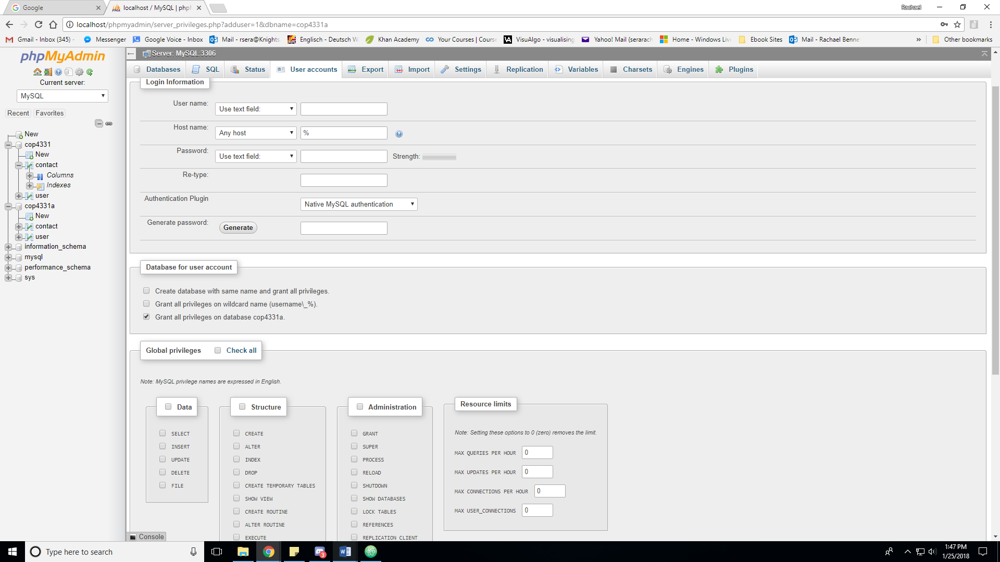 Google
localhost / MySQL | phpM
Rachael
localhost/phpmyadmin/server_privileges.php?adduser=1&dbname=cop4331a
Gmail - Inbox (345) -
Messenger
Google Voice - Inbox
Mail - rsera@Knights
Englisch - Deutsch W
Khan Academy
Your Courses | Course
VisuAlgo - visualising
Yahoo! Mail (serarach
Home - Windows Liv
Ebook Sites
Mail - Rachael Benne
»
Other bookmarks
phpMyAdmin
Current server:
MySQL
Recent Favorites
New
cop4331
New
contact
Columns
Indexes
user
cop4331a
New
contact
user
information_schema
mysql
performance_schema
sys
Server: MySQL:3306
Databases SQL Status User accounts Export Import Settings Replication Variables Charsets Engines Plugins
Login Information
User name: Use text field:
Host name: Any host %
Password: Use text field: Strength:
Re-type:
Authentication Plugin Native MySQL authentication
Generate password: Generate
Database for user account
Create database with same name and grant all privileges.
Grant all privileges on wildcard name (username\_%).
Grant all privileges on database cop4331a.
Global privileges Check all
Note: MySQL privilege names are expressed in English.
Data
SELECT
INSERT
UPDATE
DELETE
FILE
Structure
CREATE
ALTER
INDEX
DROP
CREATE TEMPORARY TABLES
SHOW VIEW
CREATE ROUTINE
ALTER ROUTINE
EXECUTE
Administration
GRANT
SUPER
PROCESS
RELOAD
SHUTDOWN
SHOW DATABASES
LOCK TABLES
REFERENCES
REPLICATION CLIENT
Resource limits
Note: Setting these options to 0 (zero) removes the limit.
MAX QUERIES PER HOUR 0
MAX UPDATES PER HOUR 0
MAX CONNECTIONS PER HOUR 0
MAX USER_CONNECTIONS 0
Console
Type here to search
3
1:47 PM
1/25/2018